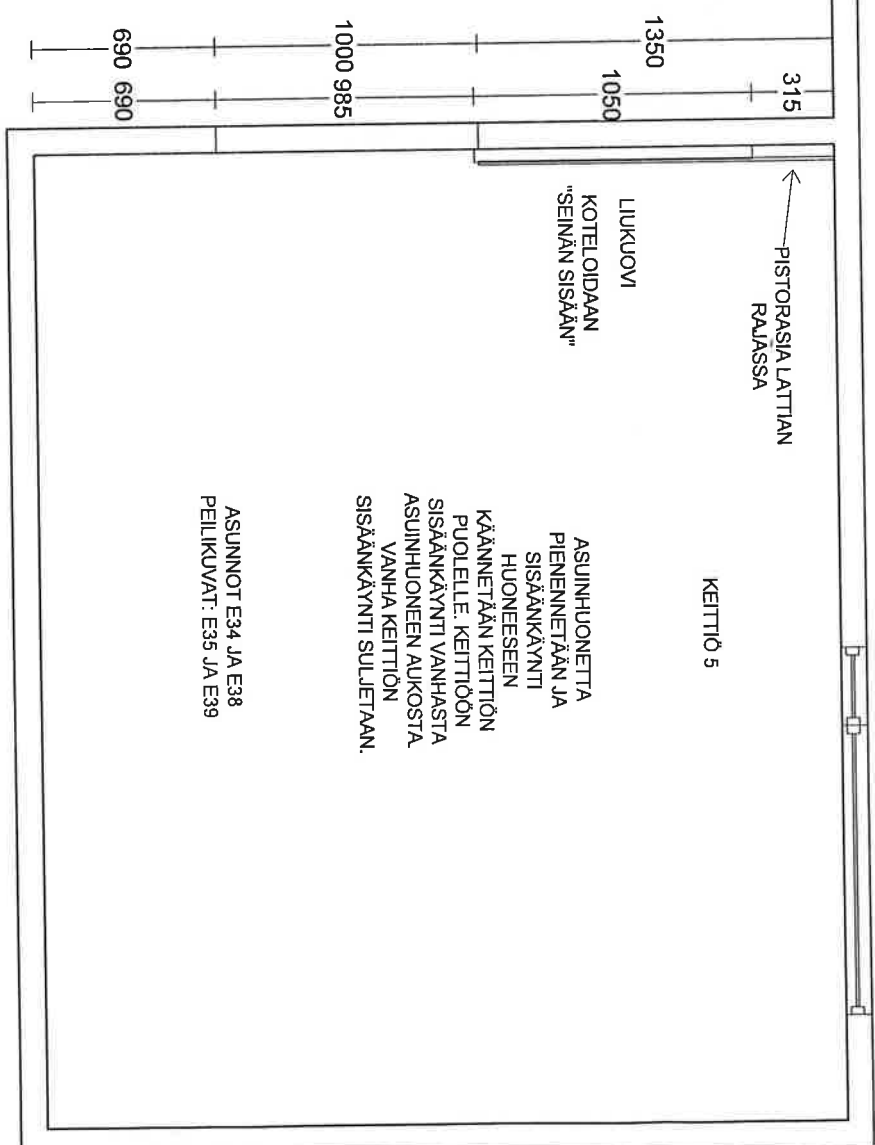 315
1350
1050
1000 985
690
690
PISTORASIA LATTIAN
RAJASSA
KEITTIÖ 5
LIUKUOVI
KOTELOIDAAN
"SEINÄN SISÄÄN"
ASUINHUONETTA
PIENENNETÄÄN JA
SISÄÄNKÄYNTI
HUONEESEEN
KÄÄNNETÄÄN KEITTIÖN
PUOLELLE. KEITTIÖÖN
SISÄÄNKÄYNTI VANHASTA
ASUINHUONEEN AUKOSTA.
VANHA KEITTIÖN
SISÄÄNKÄYNTI SULJETAAN.
ASUNNOT E34 JA E38
PEILIKUVAT: E35 JA E39